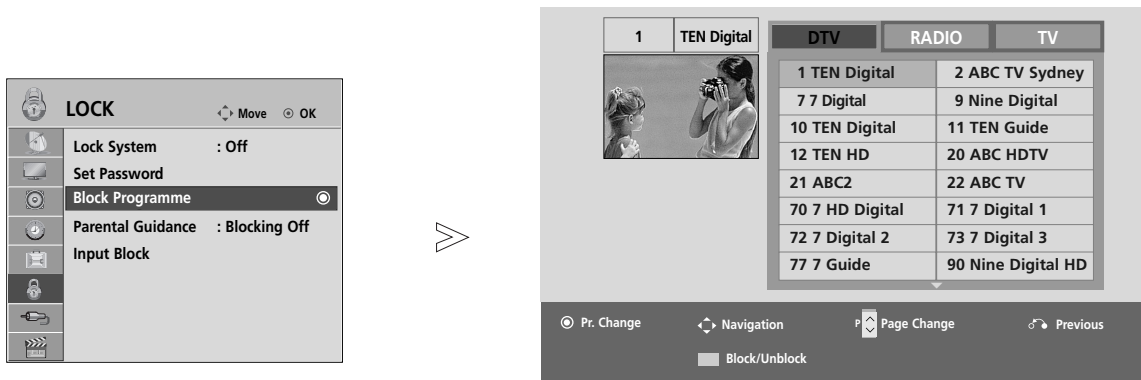 LOCK
Move OK
Lock System : Off
Set Password
Block Programme
Parental Guidance : Blocking Off
Input Block
1 TEN Digital
DTV RADIO TV
1 TEN Digital 2 ABC TV Sydney
7 7 Digital 9 Nine Digital
10 TEN Digital 11 TEN Guide
12 TEN HD 20 ABC HDTV
21 ABC2 22 ABC TV
70 7 HD Digital 71 7 Digital 1
72 7 Digital 2 73 7 Digital 3
77 7 Guide 90 Nine Digital HD
Pr. Change Navigation P Page Change Previous
Block/Unblock